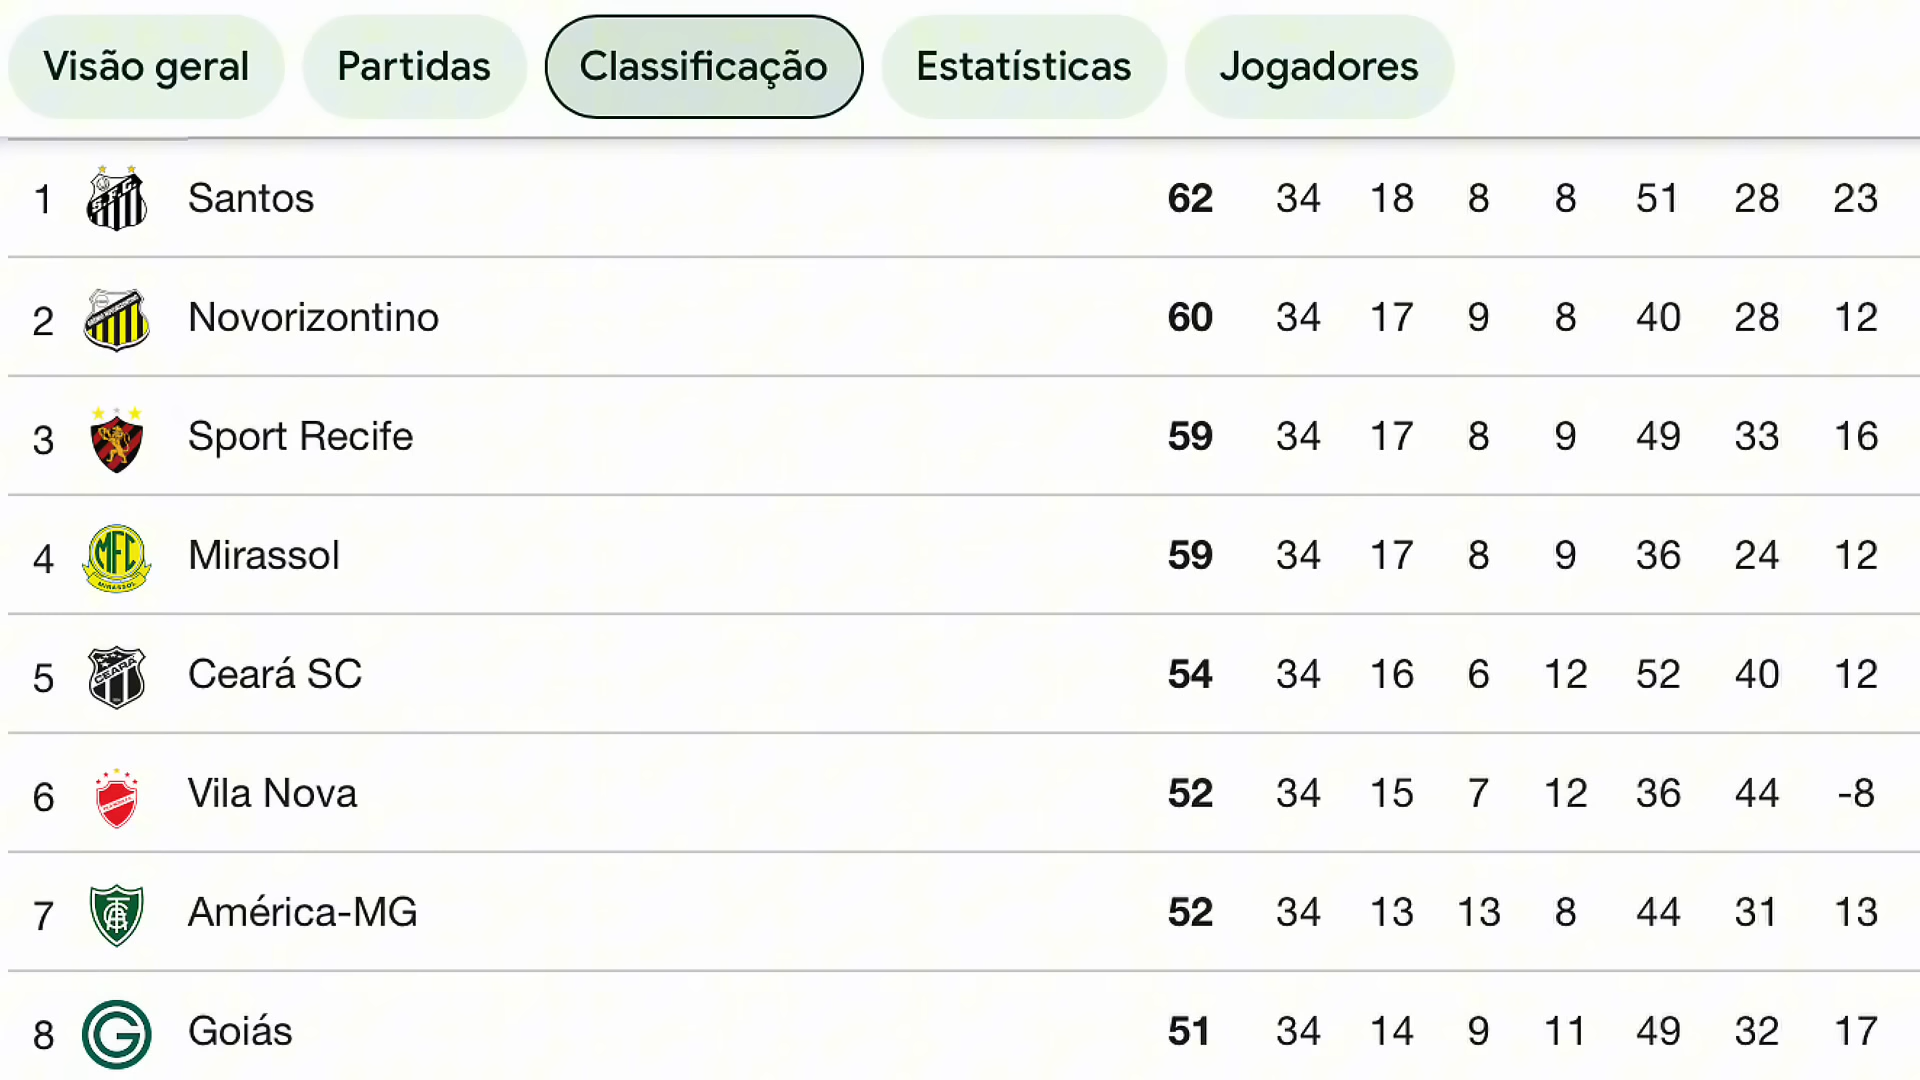 Visão geral Partidas Classificação Estatísticas Jogadores
1 Santos 62 34 18 8 8 51 28 23
2 Novorizontino 60 34 17 9 8 40 28 12
3 Sport Recife 59 34 17 8 9 49 33 16
4 MFC MIRASSOL Mirassol 59 34 17 8 9 36 24 12
5 CEARÁ Ceará SC 54 34 16 6 12 52 40 12
6 Vila Nova 52 34 15 7 12 36 44 -8
7 América-MG 52 34 13 13 8 44 31 13
8 G Goiás 51 34 14 9 11 49 32 17